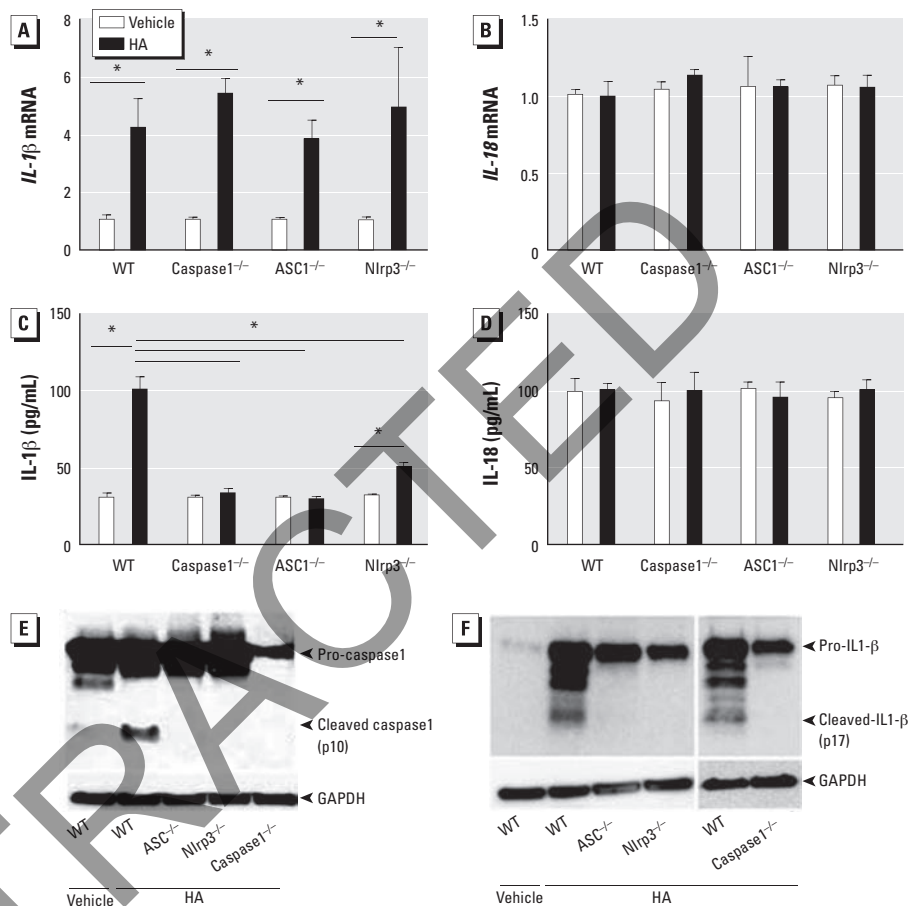 A
Vehicle
HA
IL-1β mRNA
8
6
4
2
0
*
*
*
*
WT
Caspase1−/−
ASC1−/−
Nlrp3−/−
B
IL-18 mRNA
1.5
1.0
0.5
0
WT
Caspase1−/−
ASC1−/−
Nlrp3−/−
C
IL-1β (pg/mL)
150
100
50
0
*
*
*
WT
Caspase1−/−
ASC1−/−
Nlrp3−/−
D
IL-18 (pg/mL)
150
100
50
0
WT
Caspase1−/−
ASC1−/−
Nlrp3−/−
E
Pro-caspase1
Cleaved caspase1
(p10)
GAPDH
WT
WT
ASC−/−
Nlrp3−/−
Caspase1−/−
Vehicle
HA
F
Pro-IL1-β
Cleaved-IL1-β
(p17)
GAPDH
WT
WT
ASC−/−
Nlrp3−/−
WT
Caspase1−/−
Vehicle
HA
TRACTED